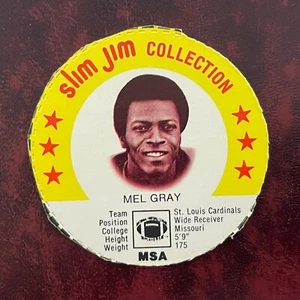 slim jim COLLECTION
MEL GRAY
Team St. Louis Cardinals
Position Wide Receiver
College Missouri
Height 5'9"
Weight 175
MSA